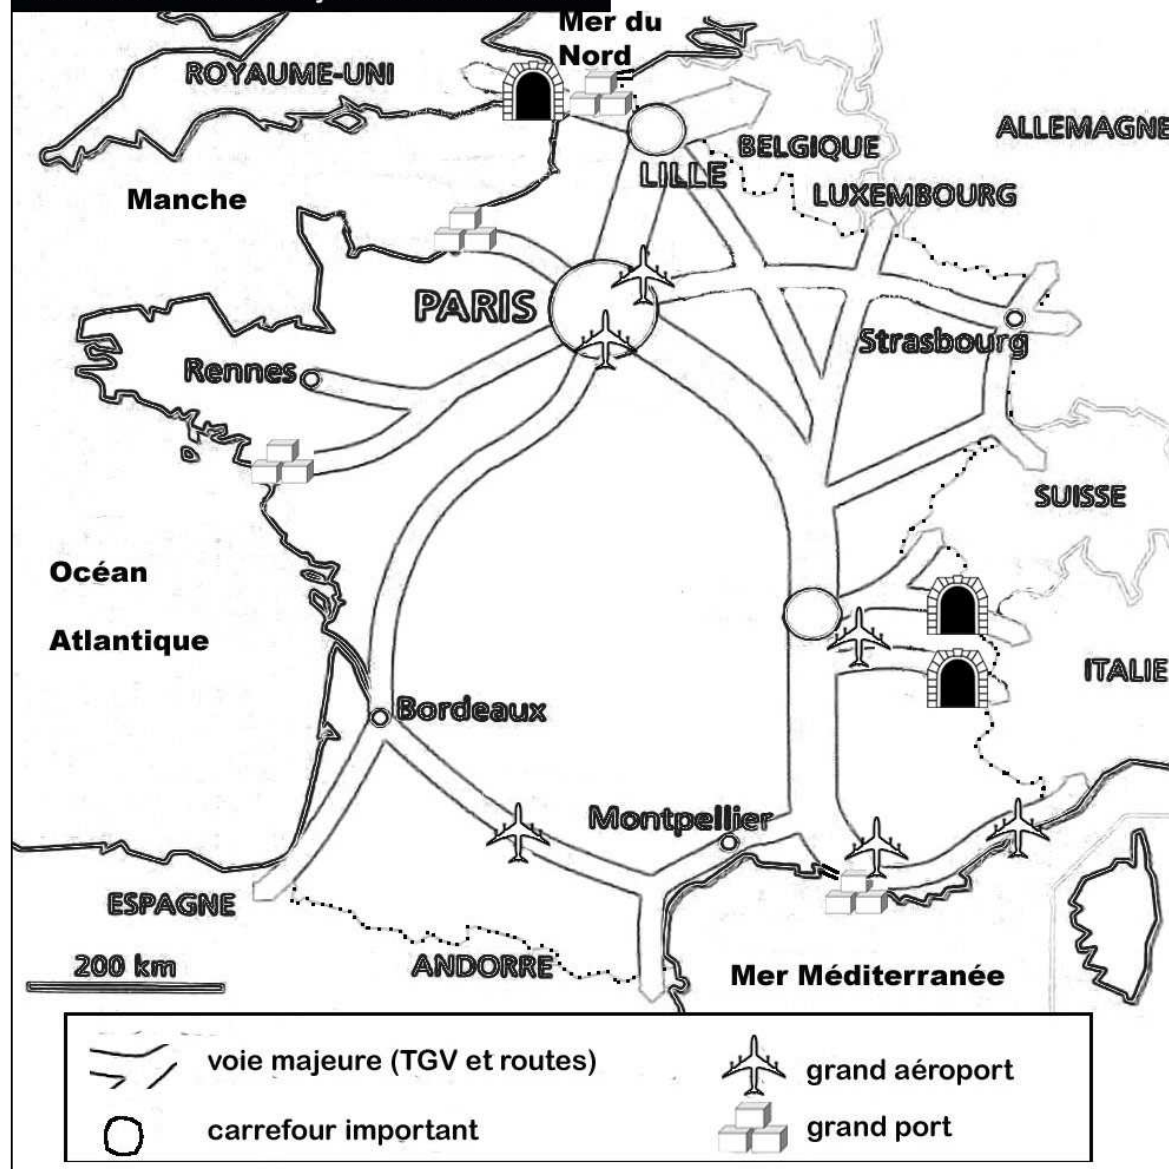 Mer du
Nord
ROYAUME-UNI
ALLEMAGNE
BELGIQUE
LILLE
LUXEMBOURG
Manche
PARIS
Strasbourg
Rennes
SUISSE
Océan
Atlantique
ITALIE
Bordeaux
Montpellier
ESPAGNE
ANDORRE
200 km
Mer Méditerranée
voie majeure (TGV et routes)
grand aéroport
carrefour important
grand port